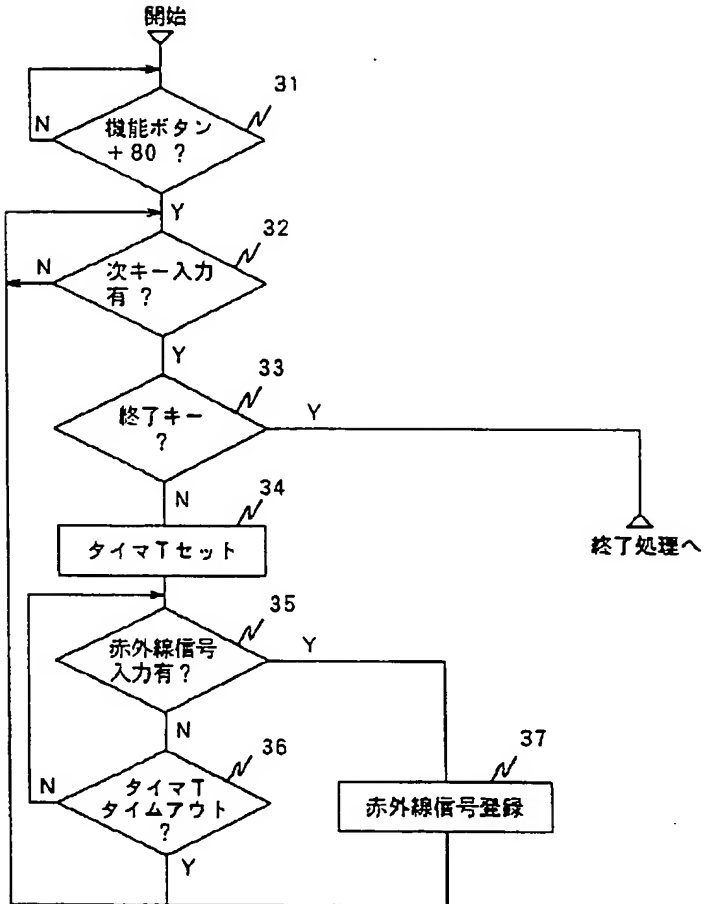 開始
31
機能ボタン
+80 ?
N
Y
32
次キー入力
有 ?
N
Y
33
終了キー
?
Y
N
34
タイマTセット
終了処理へ
35
赤外線信号
入力有?
Y
N
36
タイマT
タイムアウト
?
N
Y
37
赤外線信号登録